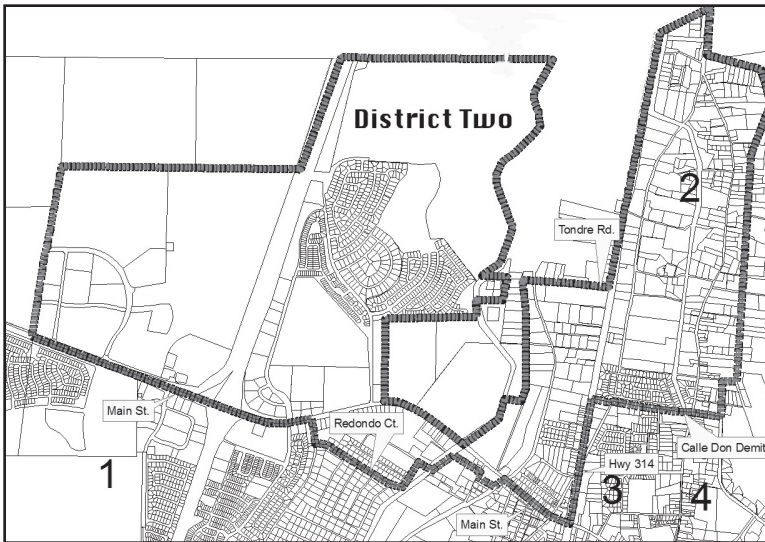 District Two
2
Tondre Rd.
Main St.
Redondo Ct.
Calle Don Demit
Hwy 314
1
3
4
Main St.